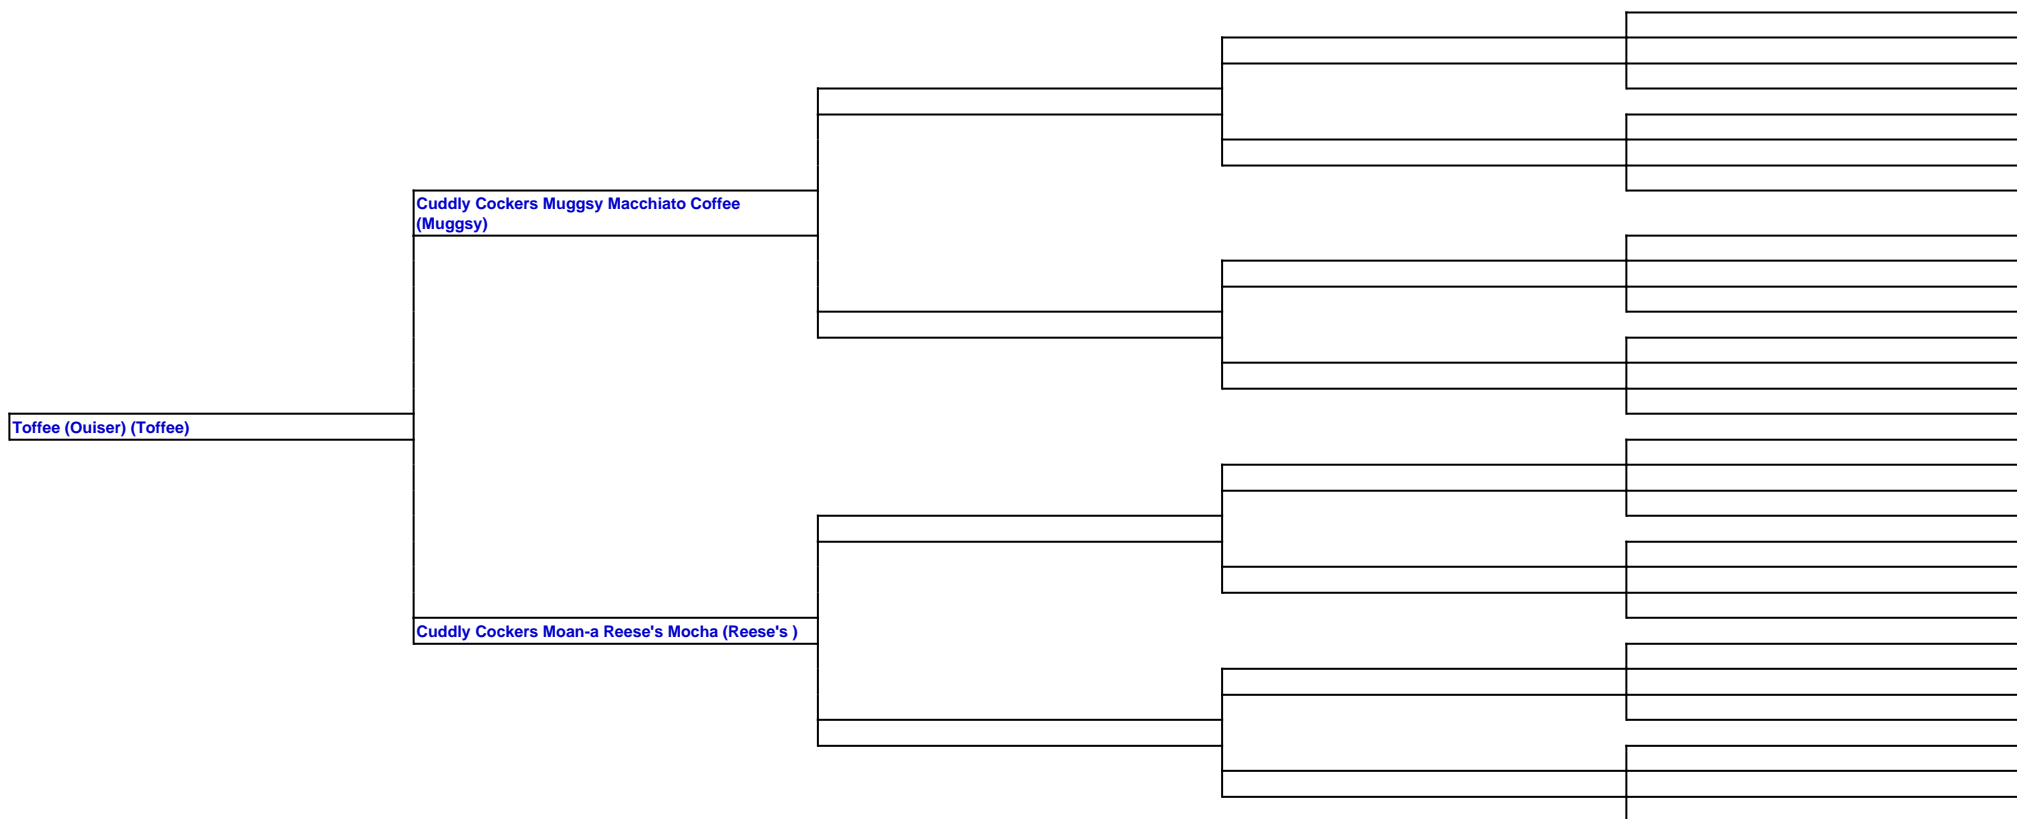 Cuddly Cockers Muggsy Macchiato Coffee
(Muggsy)
Toffee (Ouiser) (Toffee)
Cuddly Cockers Moan-a Reese's Mocha (Reese's )